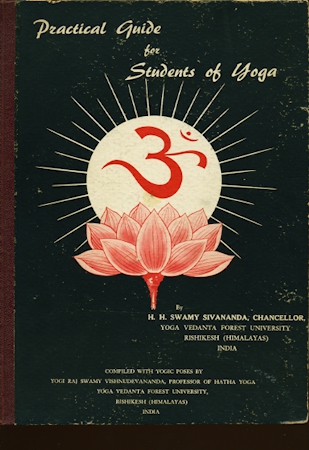 Practical Guide
for
Students of Yoga
ॐ
By
H. H. SWAMY SIVANANDA, CHANCELLOR,
YOGA VEDANTA FOREST UNIVERSITY
RISHIKESH (HIMALAYAS)
INDIA
COMPILED WITH YOGIC POSES BY
YOGI RAJ SWAMY VISHNUDEVANANDA, PROFESSOR OF HATHA YOGA
YOGA VEDANTA FOREST UNIVERSITY,
RISHIKESH (HIMALAYAS)
INDIA